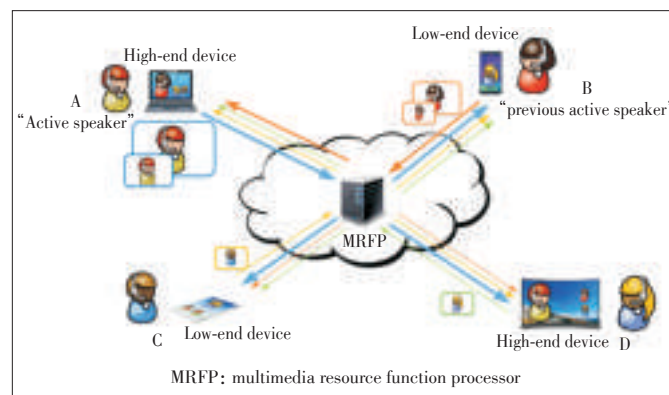 High-end device
A
“Active speaker”
Low-end device
B
“previous active speaker”
MRFP
C
Low-end device
High-end device
D
MRFP: multimedia resource function processor